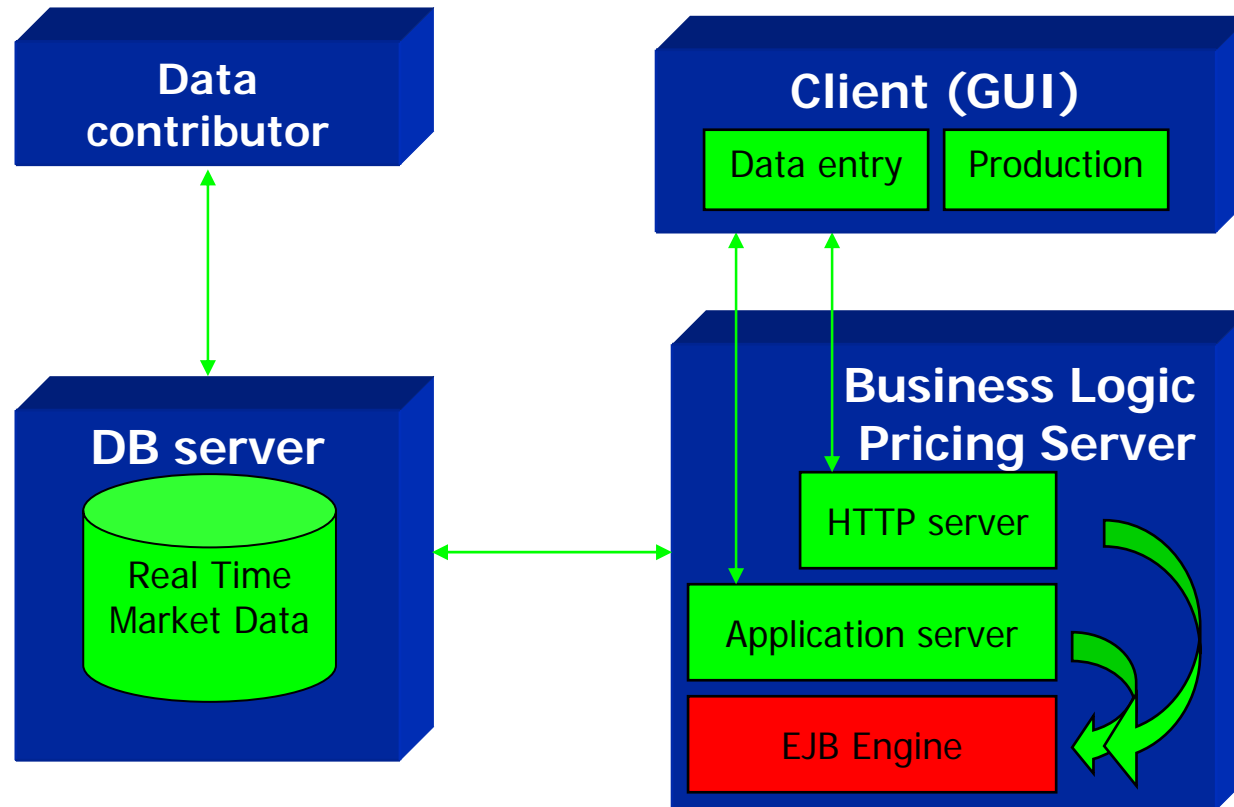 Data
contributor
Client (GUI)
Data entry
Production
DB server
Real Time
Market Data
Business Logic
Pricing Server
HTTP server
Application server
EJB Engine